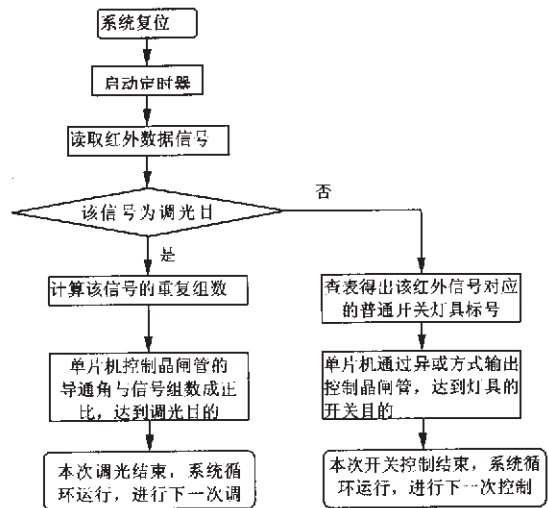 系统复位
启动定时器
读取红外数据信号
该信号为调光目
否
是
计算该信号的重复组数
查表得出该红外信号对应
的普通开关灯具标号
单片机控制晶闸管的
导通角与信号组数成正
比，达到调光目的
单片机通过异或方式输出
控制晶闸管，达到灯具的
开关目的
本次调光结束，系统循
环运行，进行下一次调
本次开关控制结束，系统循
环运行，进行下一次控制